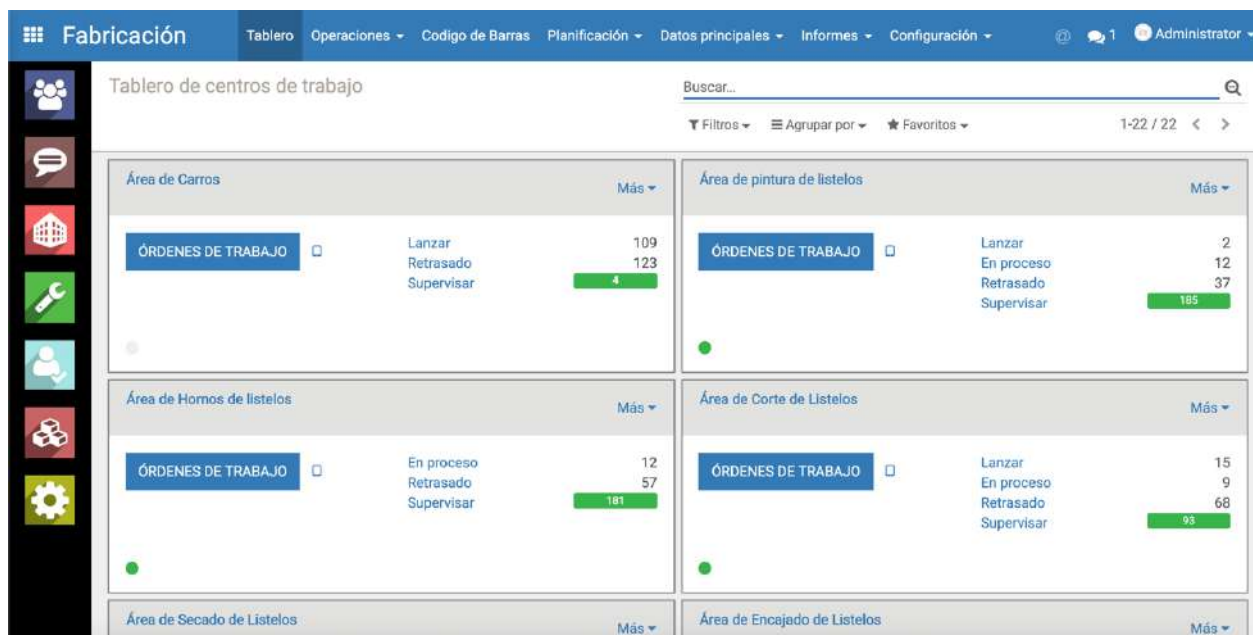 Fabricación Tablero Operaciones Codigo de Barras Planificación Datos principales Informes Configuración @ 1 Administrator
Tablero de centros de trabajo
Buscar...
Filtros Agrupar por Favoritos 1-22 / 22
Área de Carros Más
ÓRDENES DE TRABAJO
Lanzar 109
Retrasado 123
Supervisar 4
Área de pintura de listelos Más
ÓRDENES DE TRABAJO
Lanzar 2
En proceso 12
Retrasado 37
Supervisar 185
Área de Hornos de listelos Más
ÓRDENES DE TRABAJO
En proceso 12
Retrasado 57
Supervisar 181
Área de Corte de Listelos Más
ÓRDENES DE TRABAJO
Lanzar 15
En proceso 9
Retrasado 68
Supervisar 93
Área de Secado de Listelos Más
Área de Encajado de Listelos Más